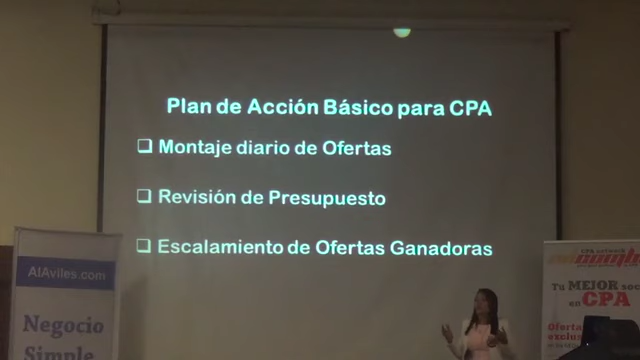 Plan de Acción Básico para CPA
Montaje diario de Ofertas
Revisión de Presupuesto
Escalamiento de Ofertas Ganadoras
AlAviles.com
Negocio
Simple
CPA network
Tu MEJOR soc
en CPA
Oferta
exclus